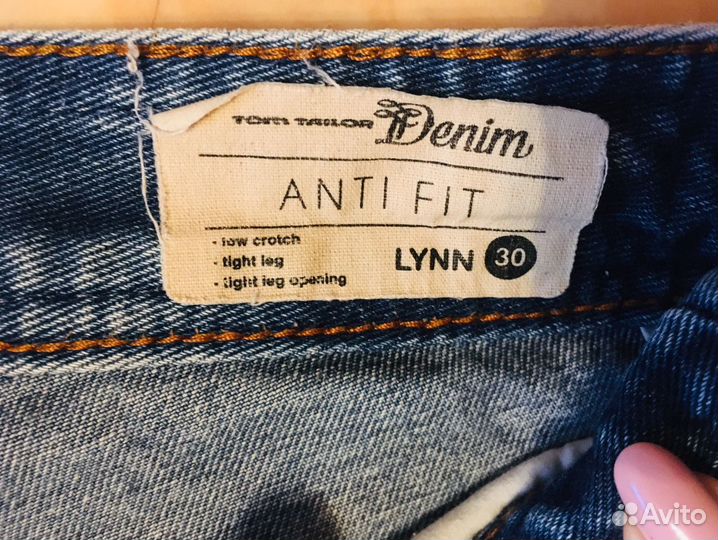 TOM TAILOR Denim
ANTI FIT
- low crotch
- tight leg
- tight leg opening
LYNN 30
Avito